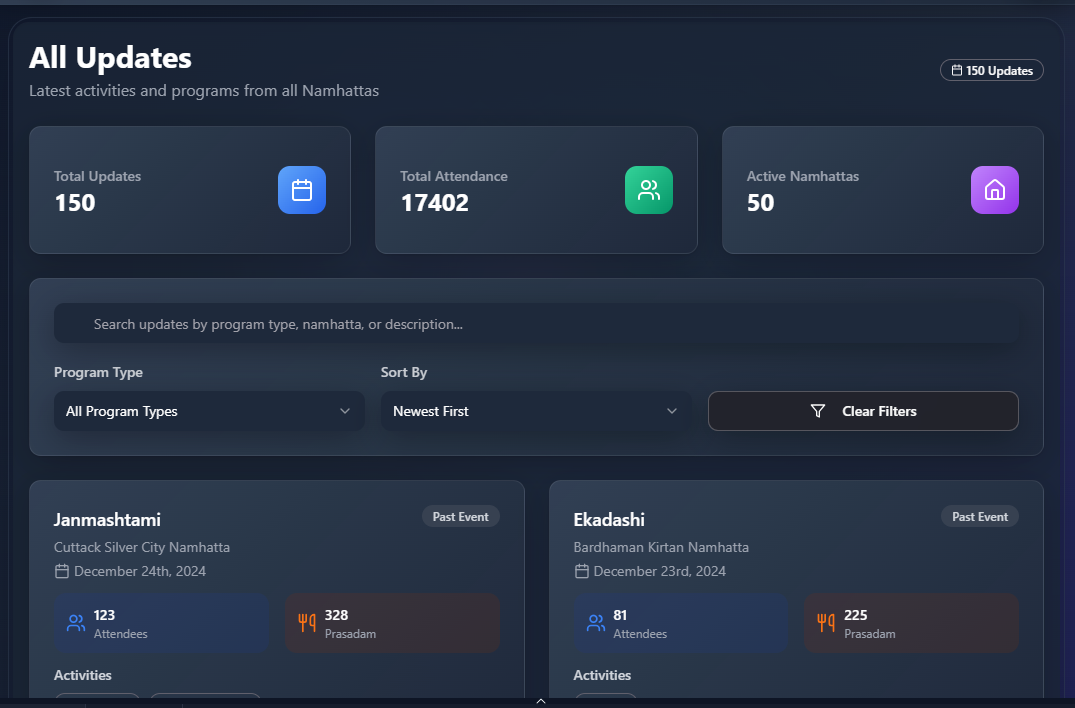 All Updates
Latest activities and programs from all Namhattas
150 Updates
Total Updates
150
Total Attendance
17402
Active Namhattas
50
Search updates by program type, namhatta, or description...
Program Type
All Program Types
Sort By
Newest First
Clear Filters
Janmashtami
Past Event
Cuttack Silver City Namhatta
December 24th, 2024
123
Attendees
328
Prasadam
Activities
Ekadashi
Past Event
Bardhaman Kirtan Namhatta
December 23rd, 2024
81
Attendees
225
Prasadam
Activities